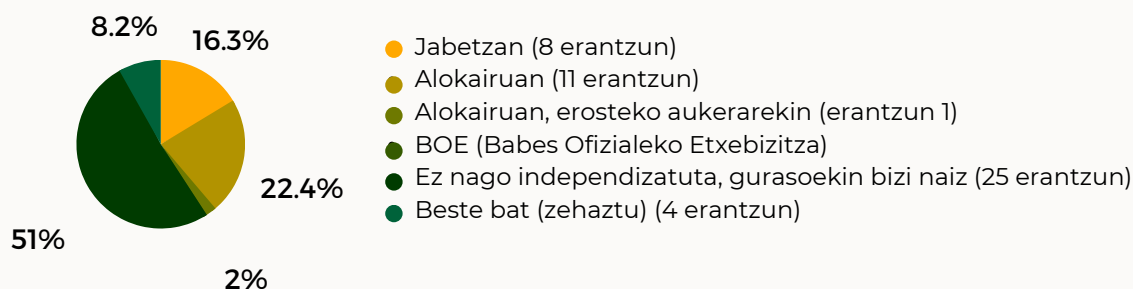 8.2%
16.3%
22.4%
51%
2%
Jabetzan (8 erantzun)
Alokairuan (11 erantzun)
Alokairuan, erosteko aukerarekin (erantzun 1)
BOE (Babes Ofizialeko Etxebizitza)
Ez nago independizatuta, gurasoekin bizi naiz (25 erantzun)
Beste bat (zehaztu) (4 erantzun)